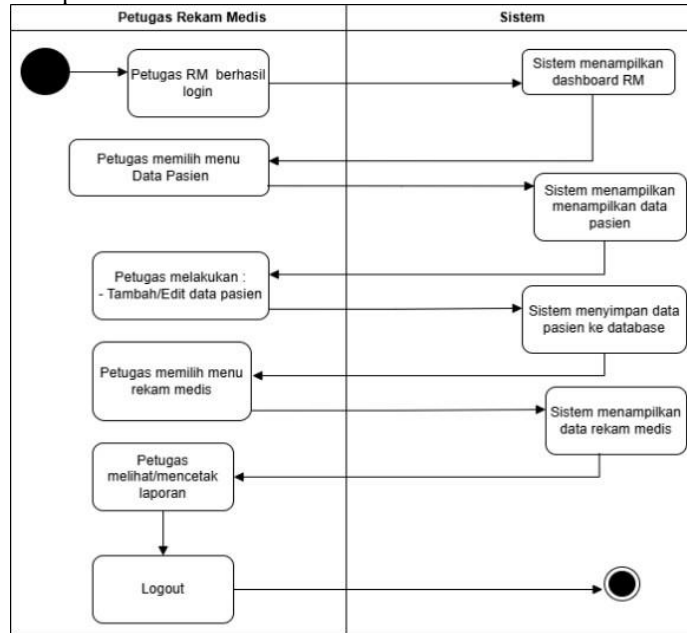 Petugas Rekam Medis
Sistem
Petugas RM berhasil
login
Sistem menampilkan
dashboard RM
Petugas memilih menu
Data Pasien
Sistem menampilkan
menampilkan data
pasien
Petugas melakukan :
- Tambah/Edit data pasien
Sistem menyimpan data
pasien ke database
Petugas memilih menu
rekam medis
Sistem menampilkan
data rekam medis
Petugas
melihat/mencetak
laporan
Logout